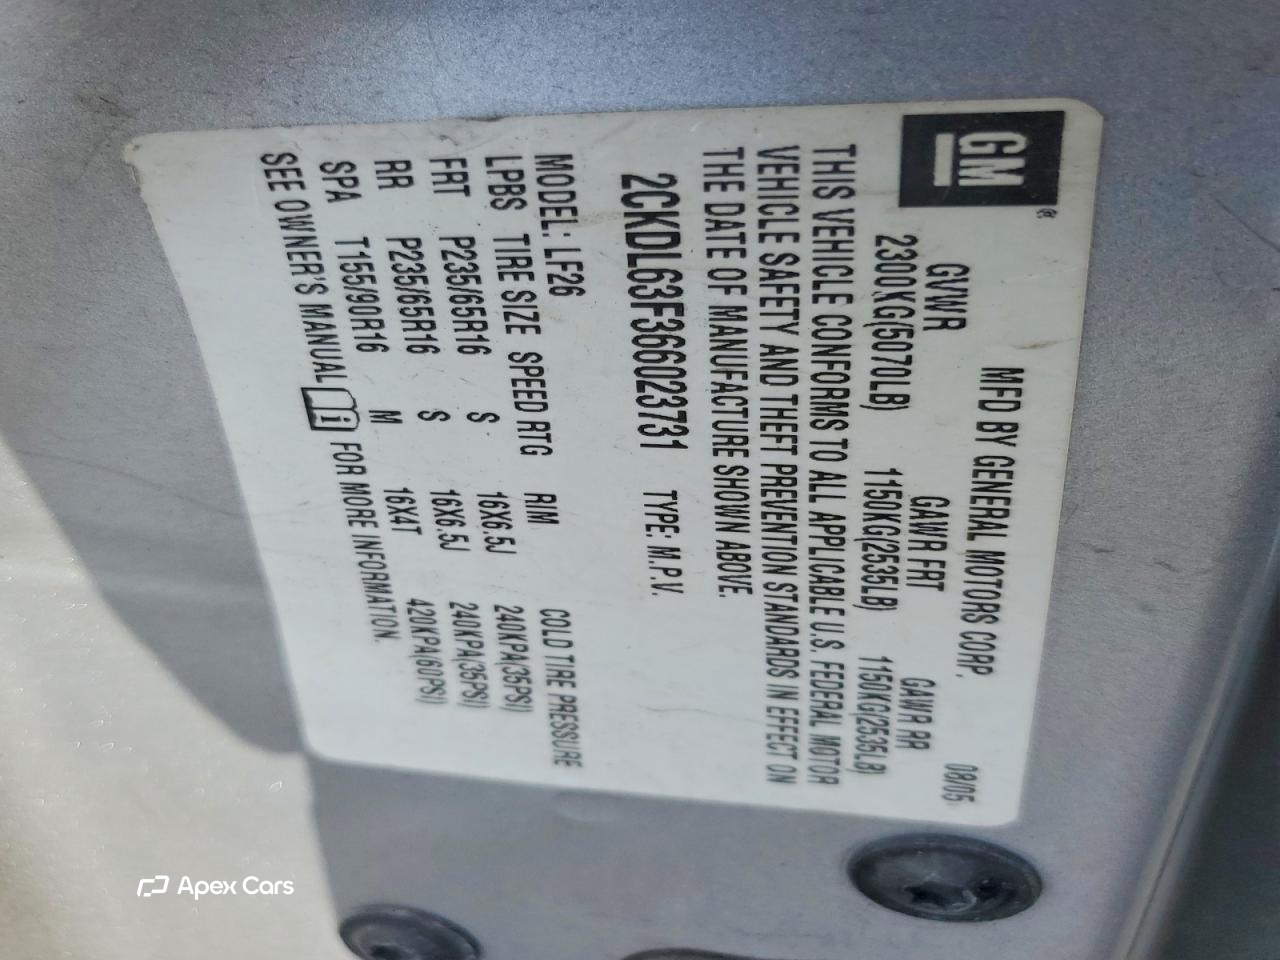 GM®
MFD BY GENERAL MOTORS CORP. 08/05
GVWR GAWR FRT GAWR RR
2300KG(5070LB) 1150KG(2535LB) 1150KG(2535LB)
THIS VEHICLE CONFORMS TO ALL APPLICABLE U.S. FEDERAL MOTOR
VEHICLE SAFETY AND THEFT PREVENTION STANDARDS IN EFFECT ON
THE DATE OF MANUFACTURE SHOWN ABOVE.
2CKDL63F366023731 TYPE: M.P.V.
MODEL: LF26
LPBS TIRE SIZE SPEED RTG RIM COLD TIRE PRESSURE
FRT P235/65R16 S 16X6.5J 240KPA(35PSI)
RR P235/65R16 S 16X6.5J 240KPA(35PSI)
SPA T155/90R16 M 16X4T 420KPA(60PSI)
SEE OWNER'S MANUAL i FOR MORE INFORMATION.
Apex Cars